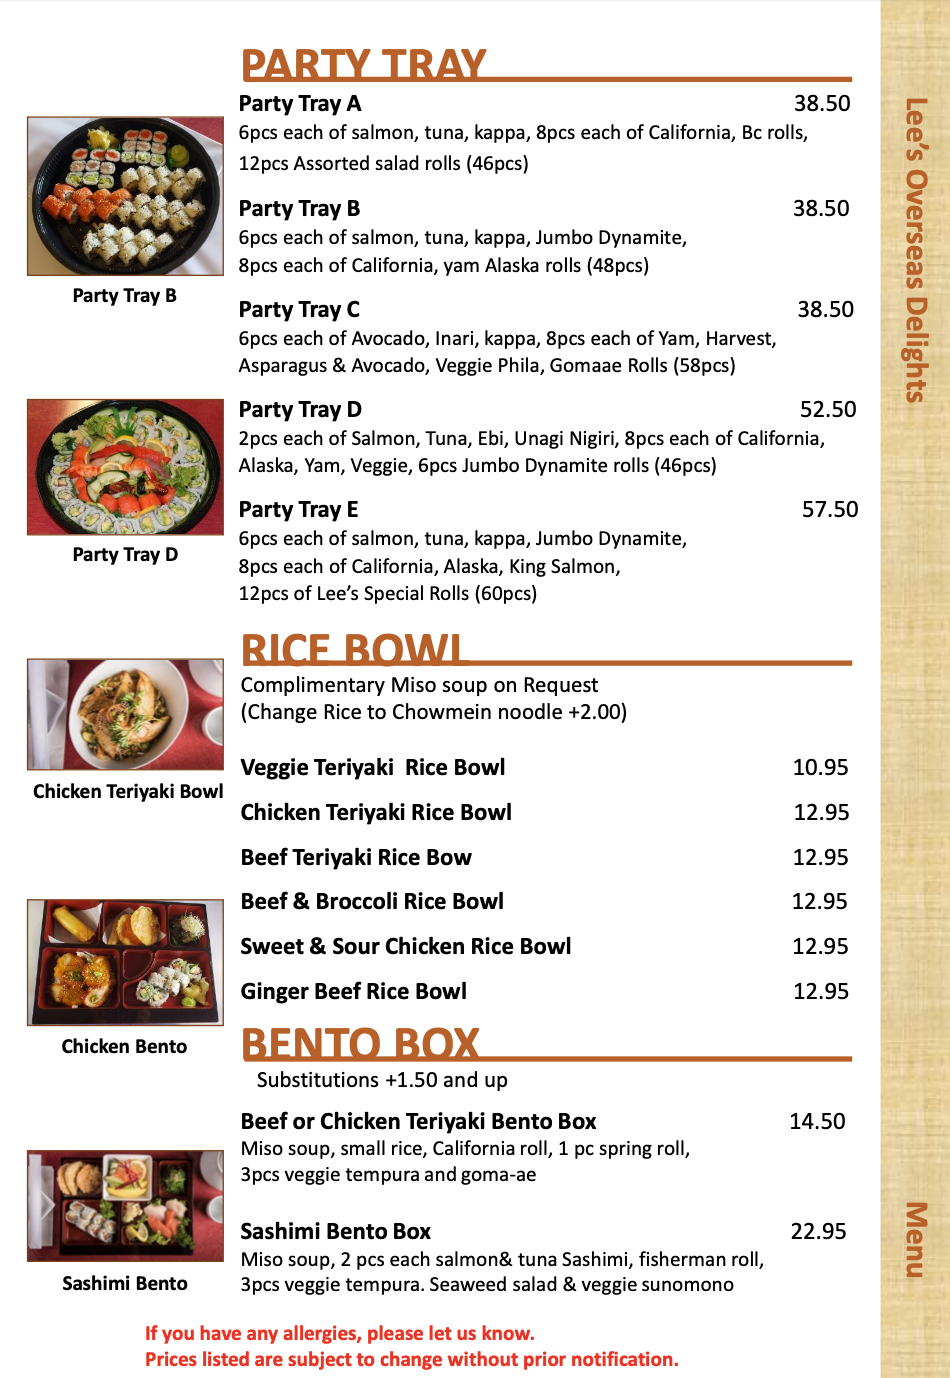 PARTY TRAY
Party Tray A 38.50
6pcs each of salmon, tuna, kappa, 8pcs each of California, Bc rolls,
12pcs Assorted salad rolls (46pcs)
Party Tray B 38.50
6pcs each of salmon, tuna, kappa, Jumbo Dynamite,
8pcs each of California, yam Alaska rolls (48pcs)
Party Tray B
Party Tray C 38.50
6pcs each of Avocado, Inari, kappa, 8pcs each of Yam, Harvest,
Asparagus & Avocado, Veggie Phila, Gomaae Rolls (58pcs)
Party Tray D 52.50
2pcs each of Salmon, Tuna, Ebi, Unagi Nigiri, 8pcs each of California,
Alaska, Yam, Veggie, 6pcs Jumbo Dynamite rolls (46pcs)
Party Tray E 57.50
6pcs each of salmon, tuna, kappa, Jumbo Dynamite,
8pcs each of California, Alaska, King Salmon,
12pcs of Lee’s Special Rolls (60pcs)
Party Tray D
RICE BOWL
Complimentary Miso soup on Request
(Change Rice to Chowmein noodle +2.00)
Veggie Teriyaki  Rice Bowl 10.95
Chicken Teriyaki Bowl
Chicken Teriyaki Rice Bowl 12.95
Beef Teriyaki Rice Bow 12.95
Beef & Broccoli Rice Bowl 12.95
Sweet & Sour Chicken Rice Bowl 12.95
Ginger Beef Rice Bowl 12.95
Chicken Bento
BENTO BOX
Substitutions +1.50 and up
Beef or Chicken Teriyaki Bento Box 14.50
Miso soup, small rice, California roll, 1 pc spring roll,
3pcs veggie tempura and goma-ae
Sashimi Bento Box 22.95
Miso soup, 2 pcs each salmon& tuna Sashimi, fisherman roll,
3pcs veggie tempura. Seaweed salad & veggie sunomono
Sashimi Bento
If you have any allergies, please let us know.
Prices listed are subject to change without prior notification.
Lee’s Overseas Delights
Menu